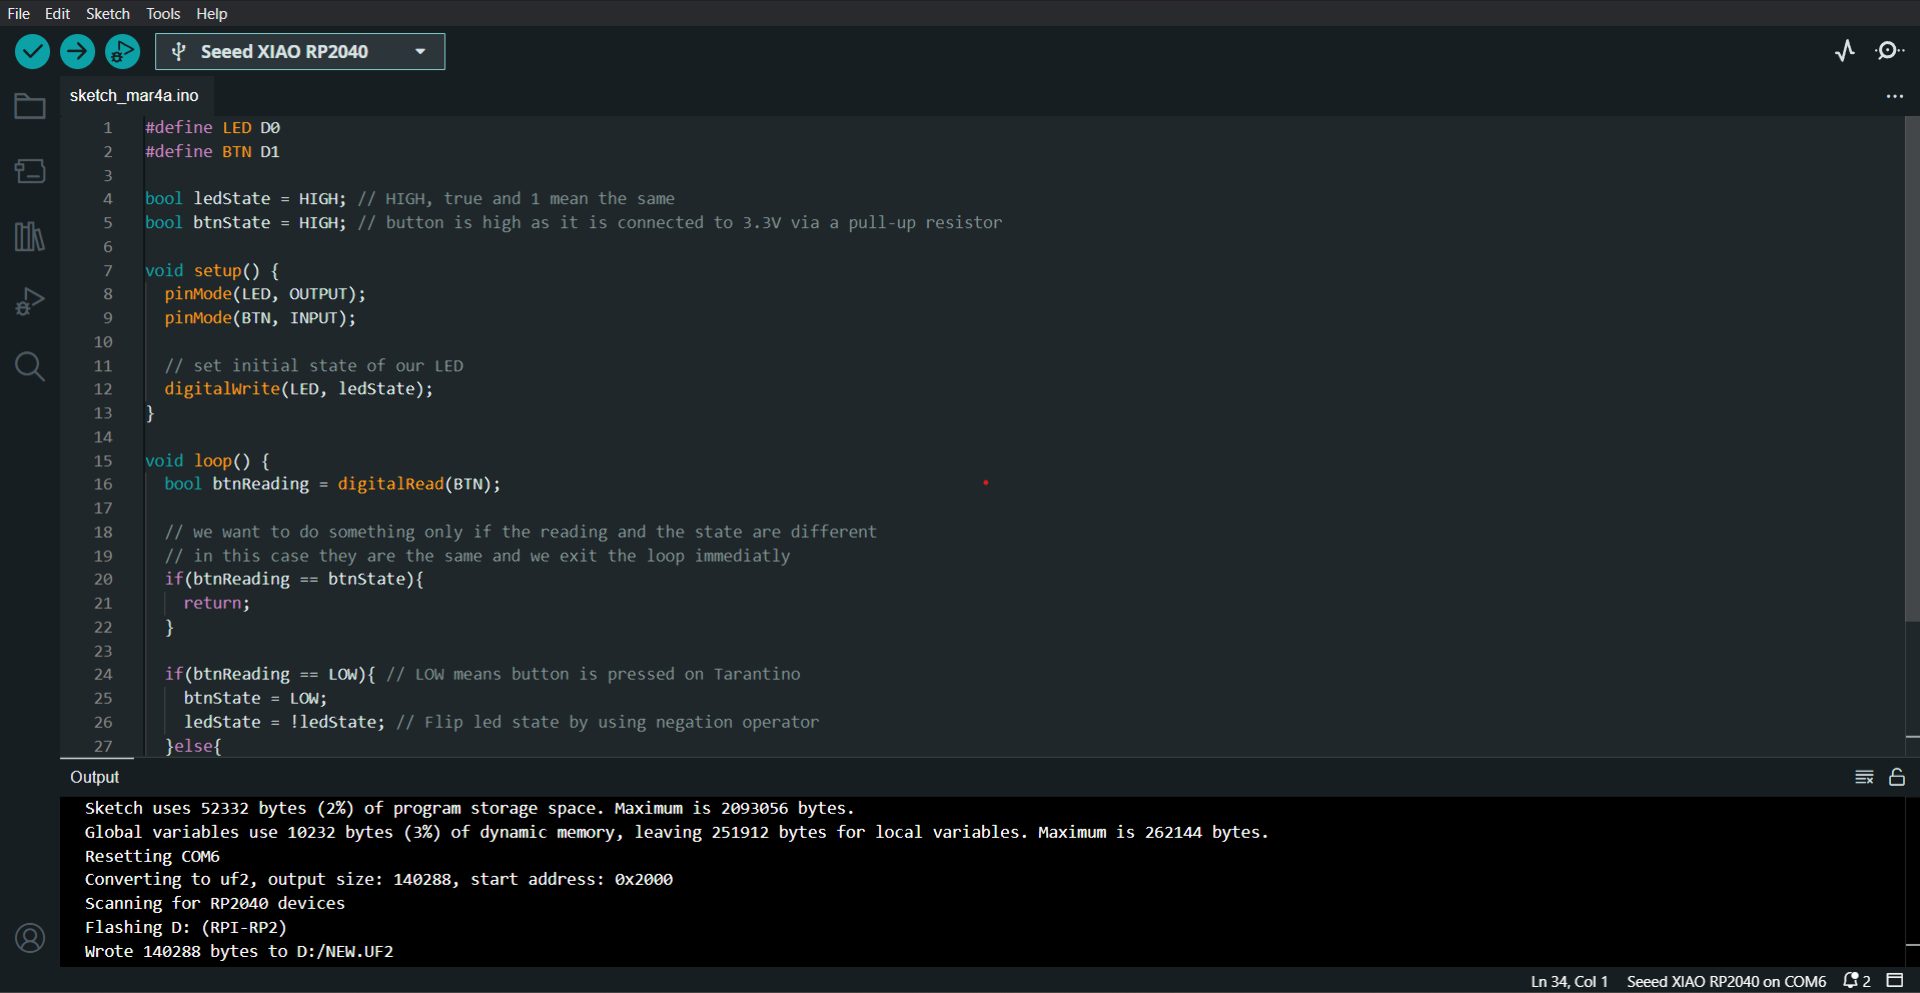 File Edit Sketch Tools Help
Seeed XIAO RP2040
sketch_mar4a.ino
1 #define LED D0
2 #define BTN D1
3
4 bool ledState = HIGH; // HIGH, true and 1 mean the same
5 bool btnState = HIGH; // button is high as it is connected to 3.3V via a pull-up resistor
6
7 void setup() {
8 pinMode(LED, OUTPUT);
9 pinMode(BTN, INPUT);
10
11 // set initial state of our LED
12 digitalWrite(LED, ledState);
13 }
14
15 void loop() {
16 bool btnReading = digitalRead(BTN);
17
18 // we want to do something only if the reading and the state are different
19 // in this case they are the same and we exit the loop immediatly
20 if(btnReading == btnState){
21 return;
22 }
23
24 if(btnReading == LOW){ // LOW means button is pressed on Tarantino
25 btnState = LOW;
26 ledState = !ledState; // Flip led state by using negation operator
27 }else{
Output
Sketch uses 52332 bytes (2%) of program storage space. Maximum is 2093056 bytes.
Global variables use 10232 bytes (3%) of dynamic memory, leaving 251912 bytes for local variables. Maximum is 262144 bytes.
Resetting COM6
Converting to uf2, output size: 140288, start address: 0x2000
Scanning for RP2040 devices
Flashing D: (RPI-RP2)
Wrote 140288 bytes to D:/NEW.UF2
Ln 34, Col 1 Seeed XIAO RP2040 on COM6 2